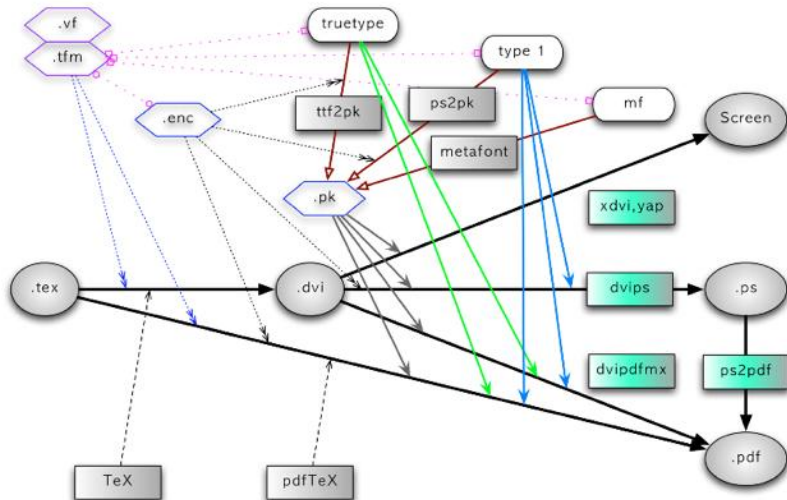 .vf
truetype
.tfm
type 1
ttf2pk
ps2pk
mf
.enc
Screen
metafont
.pk
xdvi,yap
.tex
.dvi
dvips
.ps
dvipdfmx
ps2pdf
.pdf
TeX
pdfTeX